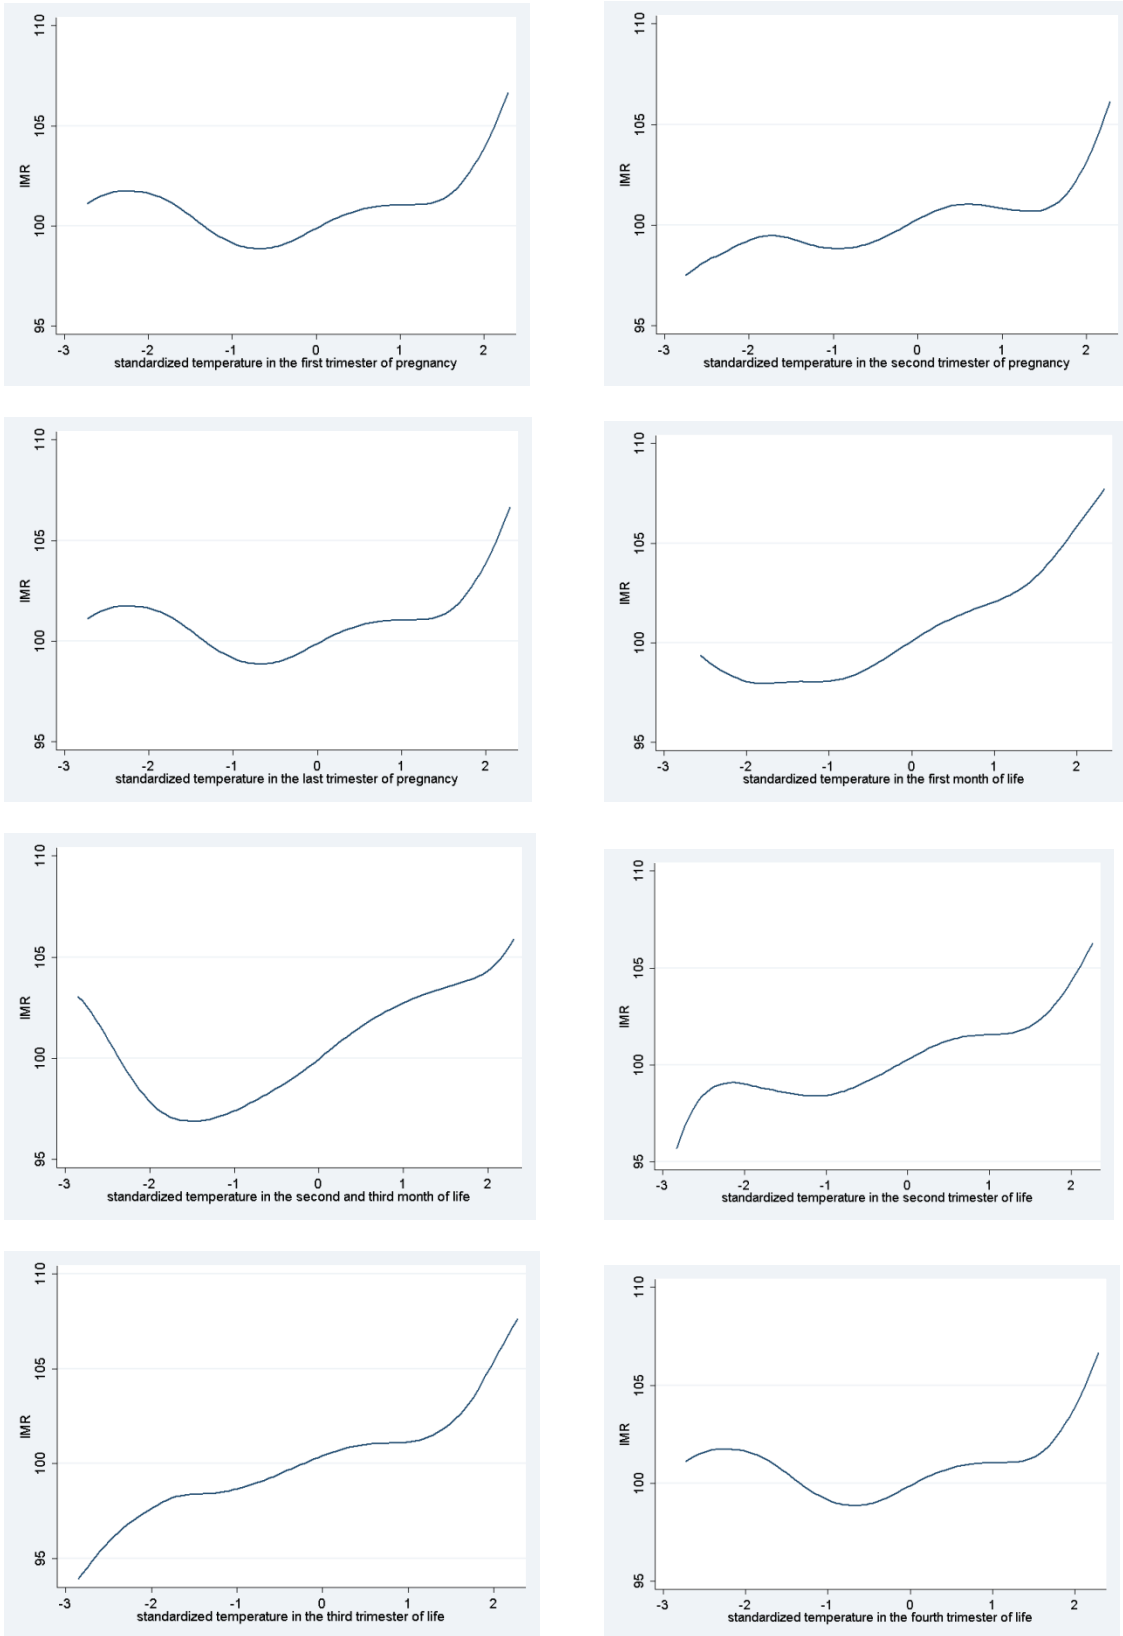 110
105
100
95
IMR
-3 -2 -1 0 1 2
standardized temperature in the first trimester of pregnancy
110
105
100
95
IMR
-3 -2 -1 0 1 2
standardized temperature in the second trimester of pregnancy
110
105
100
95
IMR
-3 -2 -1 0 1 2
standardized temperature in the last trimester of pregnancy
110
105
100
95
IMR
-3 -2 -1 0 1 2
standardized temperature in the first month of life
110
105
100
95
IMR
-3 -2 -1 0 1 2
standardized temperature in the second and third month of life
110
105
100
95
IMR
-3 -2 -1 0 1 2
standardized temperature in the second trimester of life
110
105
100
95
IMR
-3 -2 -1 0 1 2
standardized temperature in the third trimester of life
110
105
100
95
IMR
-3 -2 -1 0 1 2
standardized temperature in the fourth trimester of life